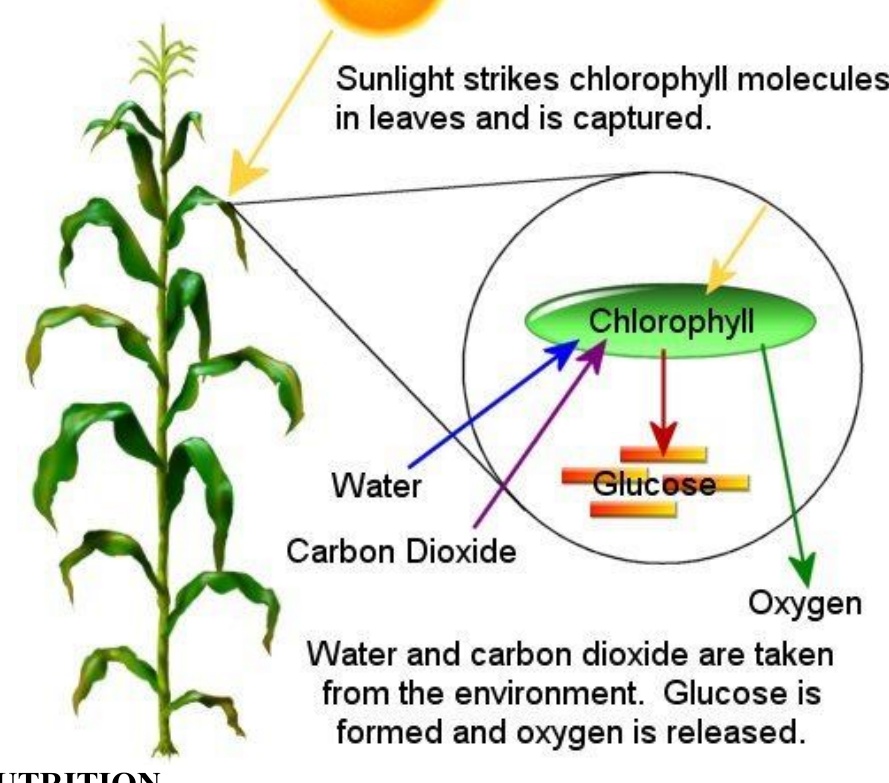 Sunlight strikes chlorophyll molecules
in leaves and is captured.
Chlorophyll
Water
Glucose
Carbon Dioxide
Oxygen
Water and carbon dioxide are taken
from the environment. Glucose is
formed and oxygen is released.